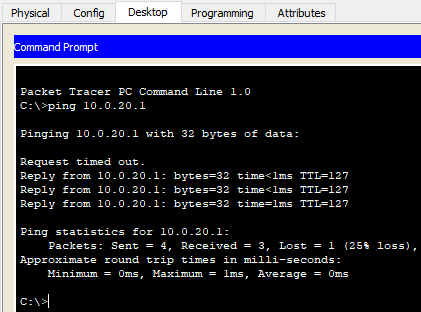 Physical Config Desktop Programming Attributes
Command Prompt
Packet Tracer PC Command Line 1.0
C:\>ping 10.0.20.1
Pinging 10.0.20.1 with 32 bytes of data:
Request timed out.
Reply from 10.0.20.1: bytes=32 time<1ms TTL=127
Reply from 10.0.20.1: bytes=32 time<1ms TTL=127
Reply from 10.0.20.1: bytes=32 time=1ms TTL=127
Ping statistics for 10.0.20.1:
Packets: Sent = 4, Received = 3, Lost = 1 (25% loss),
Approximate round trip times in milli-seconds:
Minimum = 0ms, Maximum = 1ms, Average = 0ms
C:\>